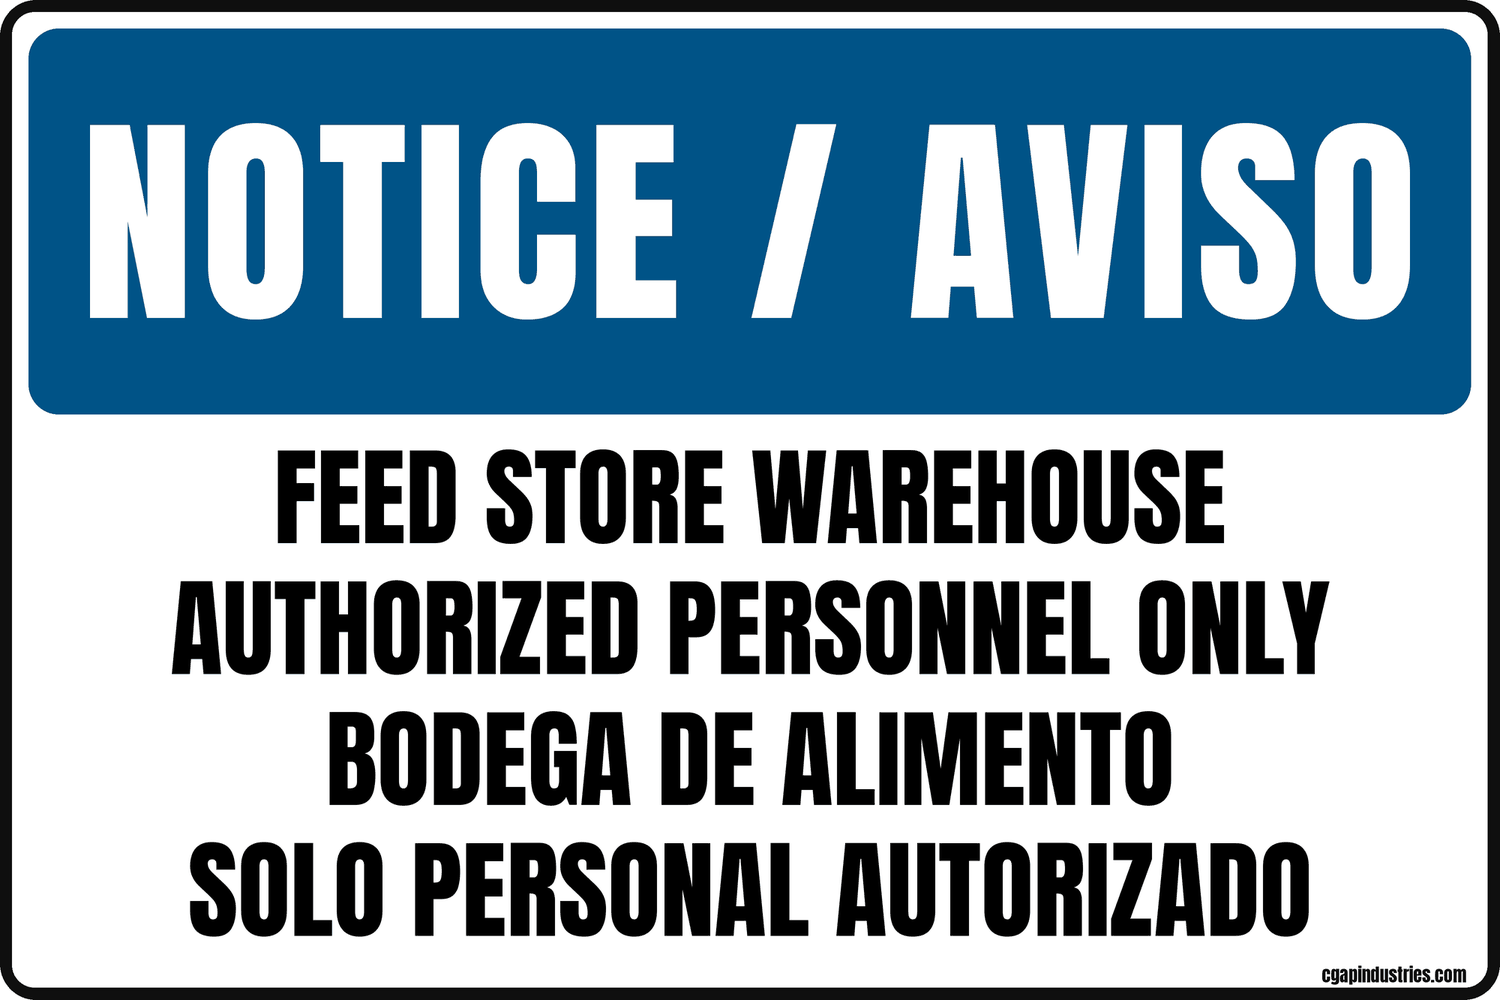 NOTICE / AVISO
FEED STORE WAREHOUSE
AUTHORIZED PERSONNEL ONLY
BODEGA DE ALIMENTO
SOLO PERSONAL AUTORIZADO
cgapindustries.com